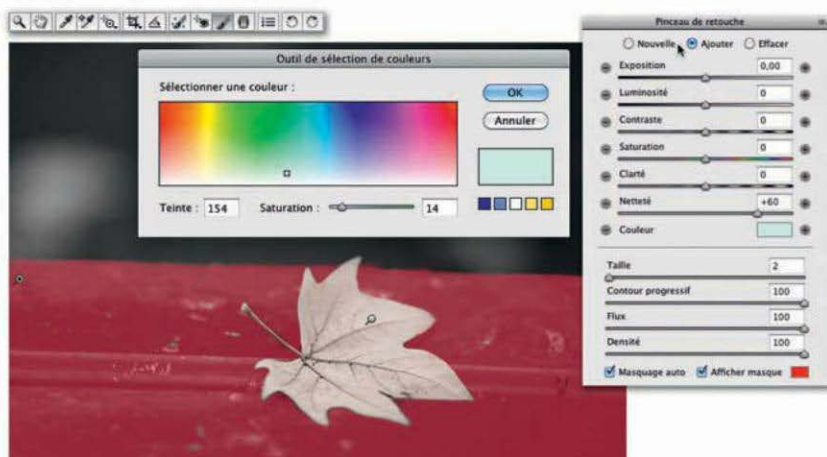 Pinceau de retouche
Nouvelle Ajouter Effacer
Outil de sélection de couleurs
Sélectionner une couleur :
OK
Annuler
Teinte : 154 Saturation : 14
Exposition 0,00
Luminosité 0
Contraste 0
Saturation 0
Clarté 0
Netteté +60
Couleur
Taille 2
Contour progressif 100
Flux 100
Densité 100
Masquage auto Afficher masque